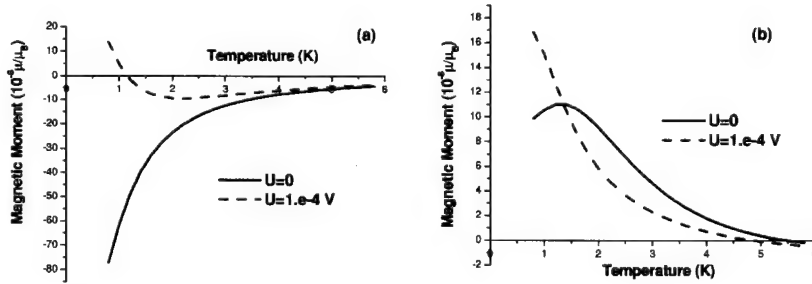 20
10
0
-10
-20
-30
-40
-50
-60
-70
-80
Magnetic Moment (10⁻⁶μ/μB)
Temperature (K)
0 1 2 3 4 5 6
(a)
U=0
U=1.e-4 V
18
16
14
12
10
8
6
4
2
0
-2
Magnetic Moment (10⁻⁶μ/μB)
1 2 3 4 5
Temperature (K)
(b)
U=0
U=1.e-4 V